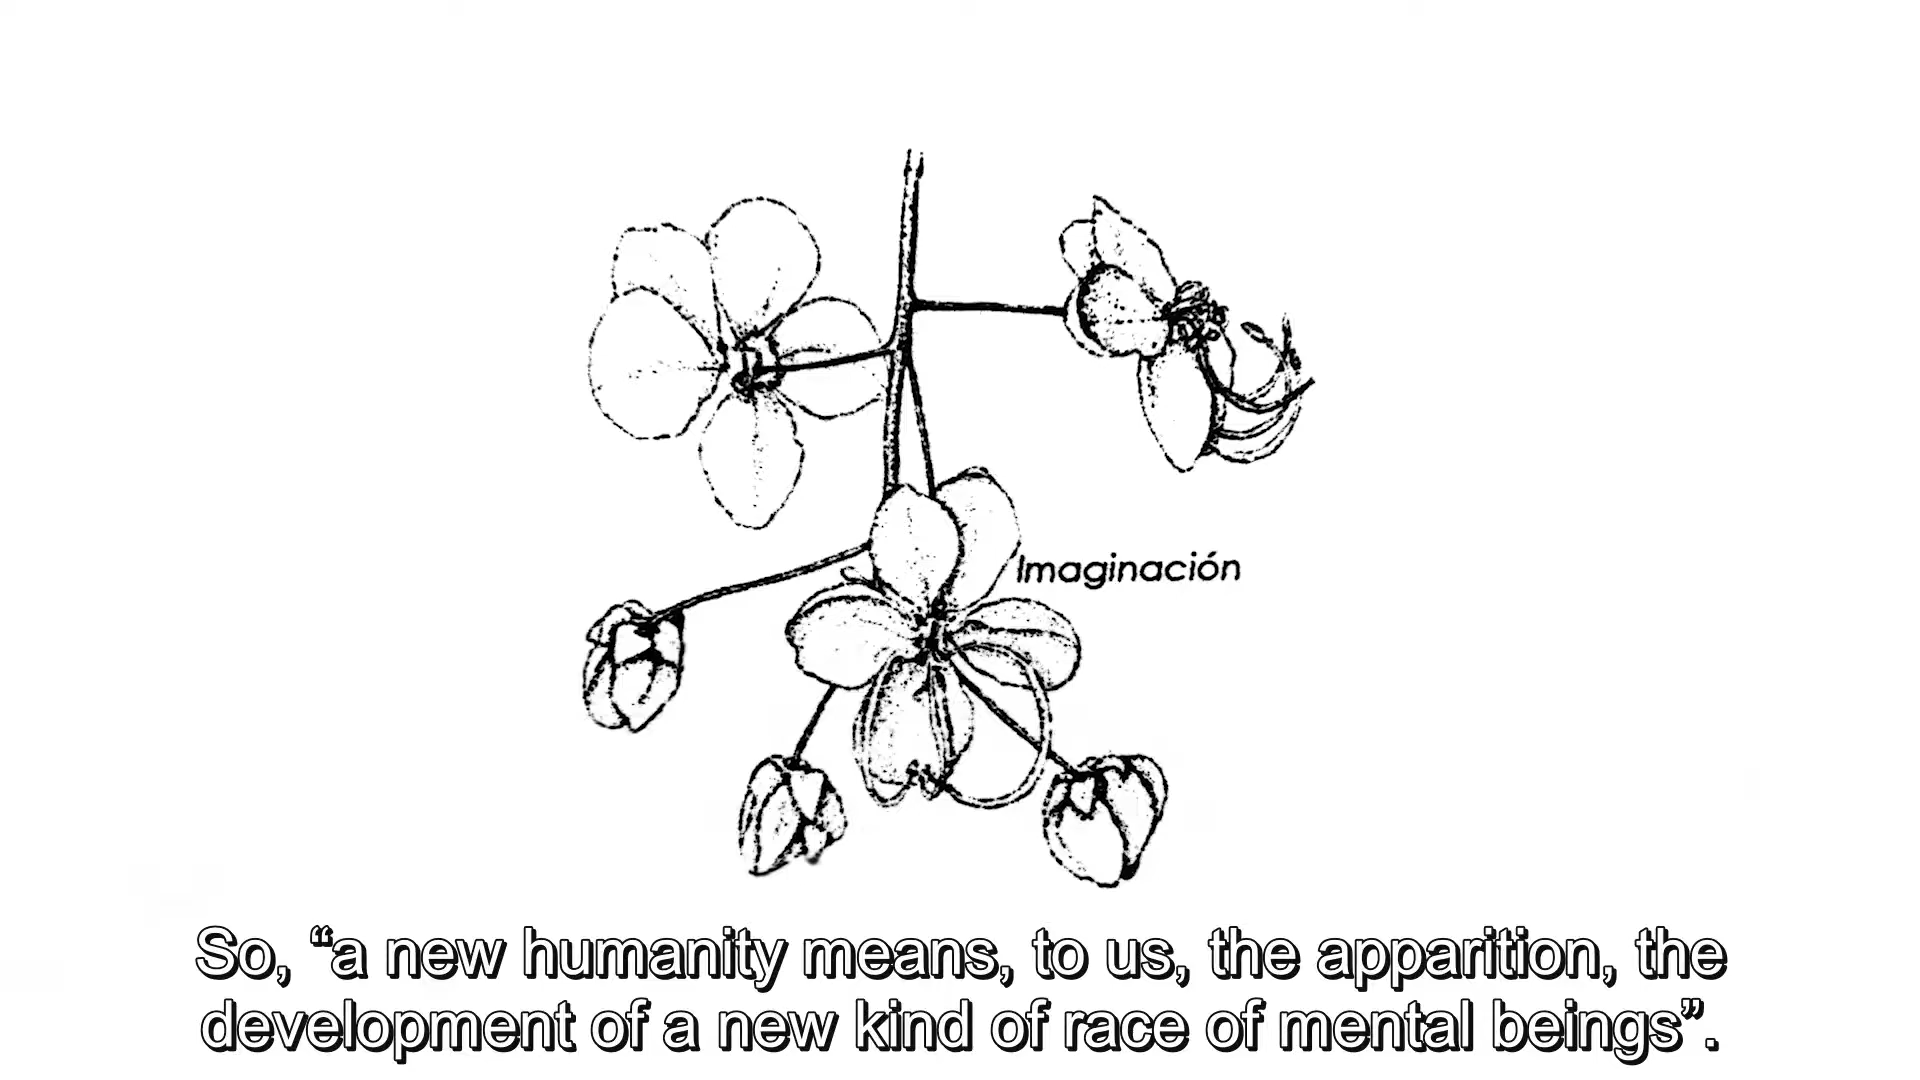 Imaginación
So, “a new humanity means, to us, the apparition, the
development of a new kind of race of mental beings”.